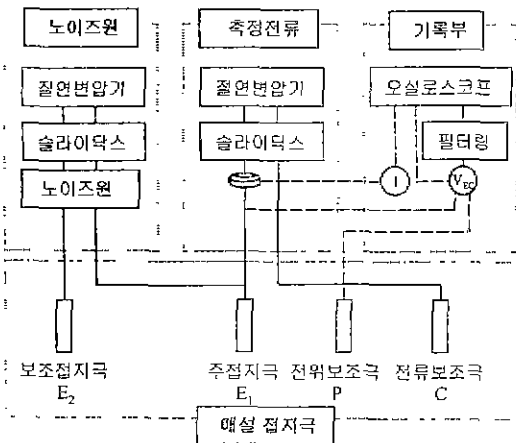 노이즈원
측정전류
기록부
절연변압기
절연변압기
오실로스코프
슬라이닥스
슬라이닥스
필터링
노이즈원
I
V_EC
보조접지극
E₂
주접지극
E₁
전위보조극
P
전류보조극
C
매설 접지극